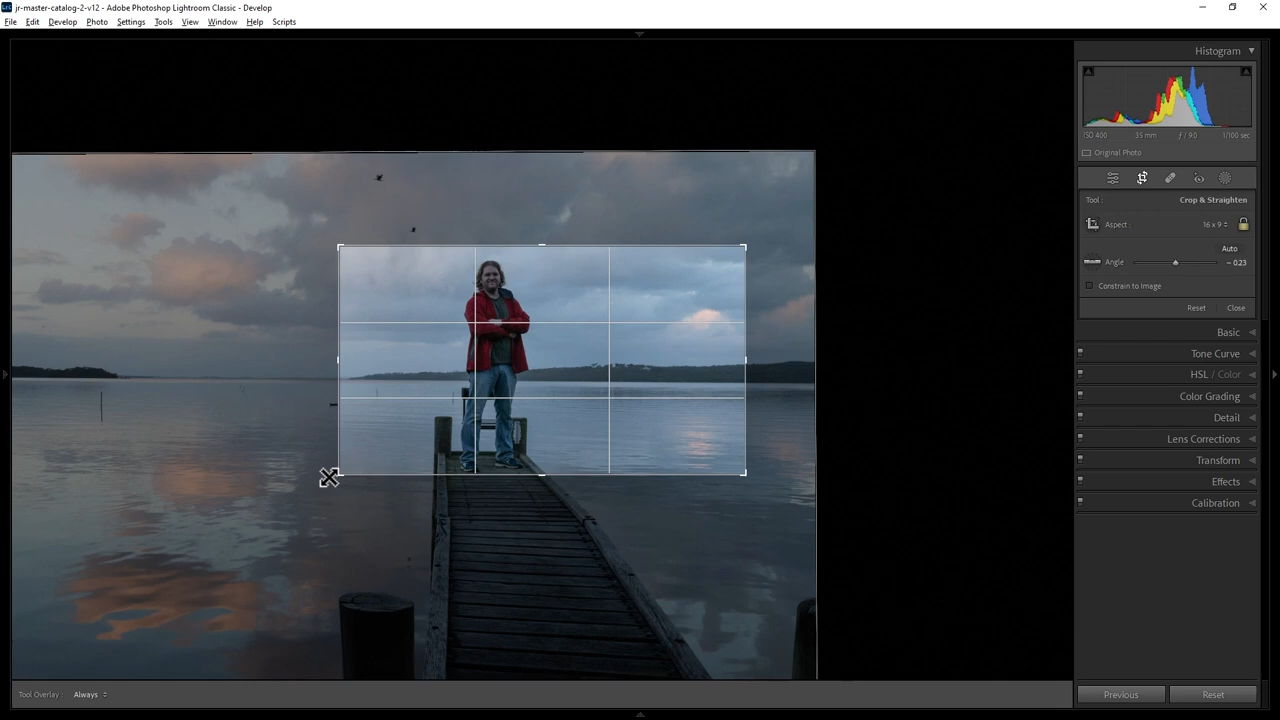 LrC jr-master-catalog-2-v12 - Adobe Photoshop Lightroom Classic - Develop
File Edit Develop Photo Settings Tools View Window Help Scripts
Histogram
ISO 400 35 mm ƒ / 9.0 1/100 sec
Original Photo
Tool : Crop & Straighten
Aspect : 16 x 9
Auto
Angle - 0.23
Constrain to Image
Reset Close
Basic
Tone Curve
HSL / Color
Color Grading
Detail
Lens Corrections
Transform
Effects
Calibration
Tool Overlay : Always
Previous Reset